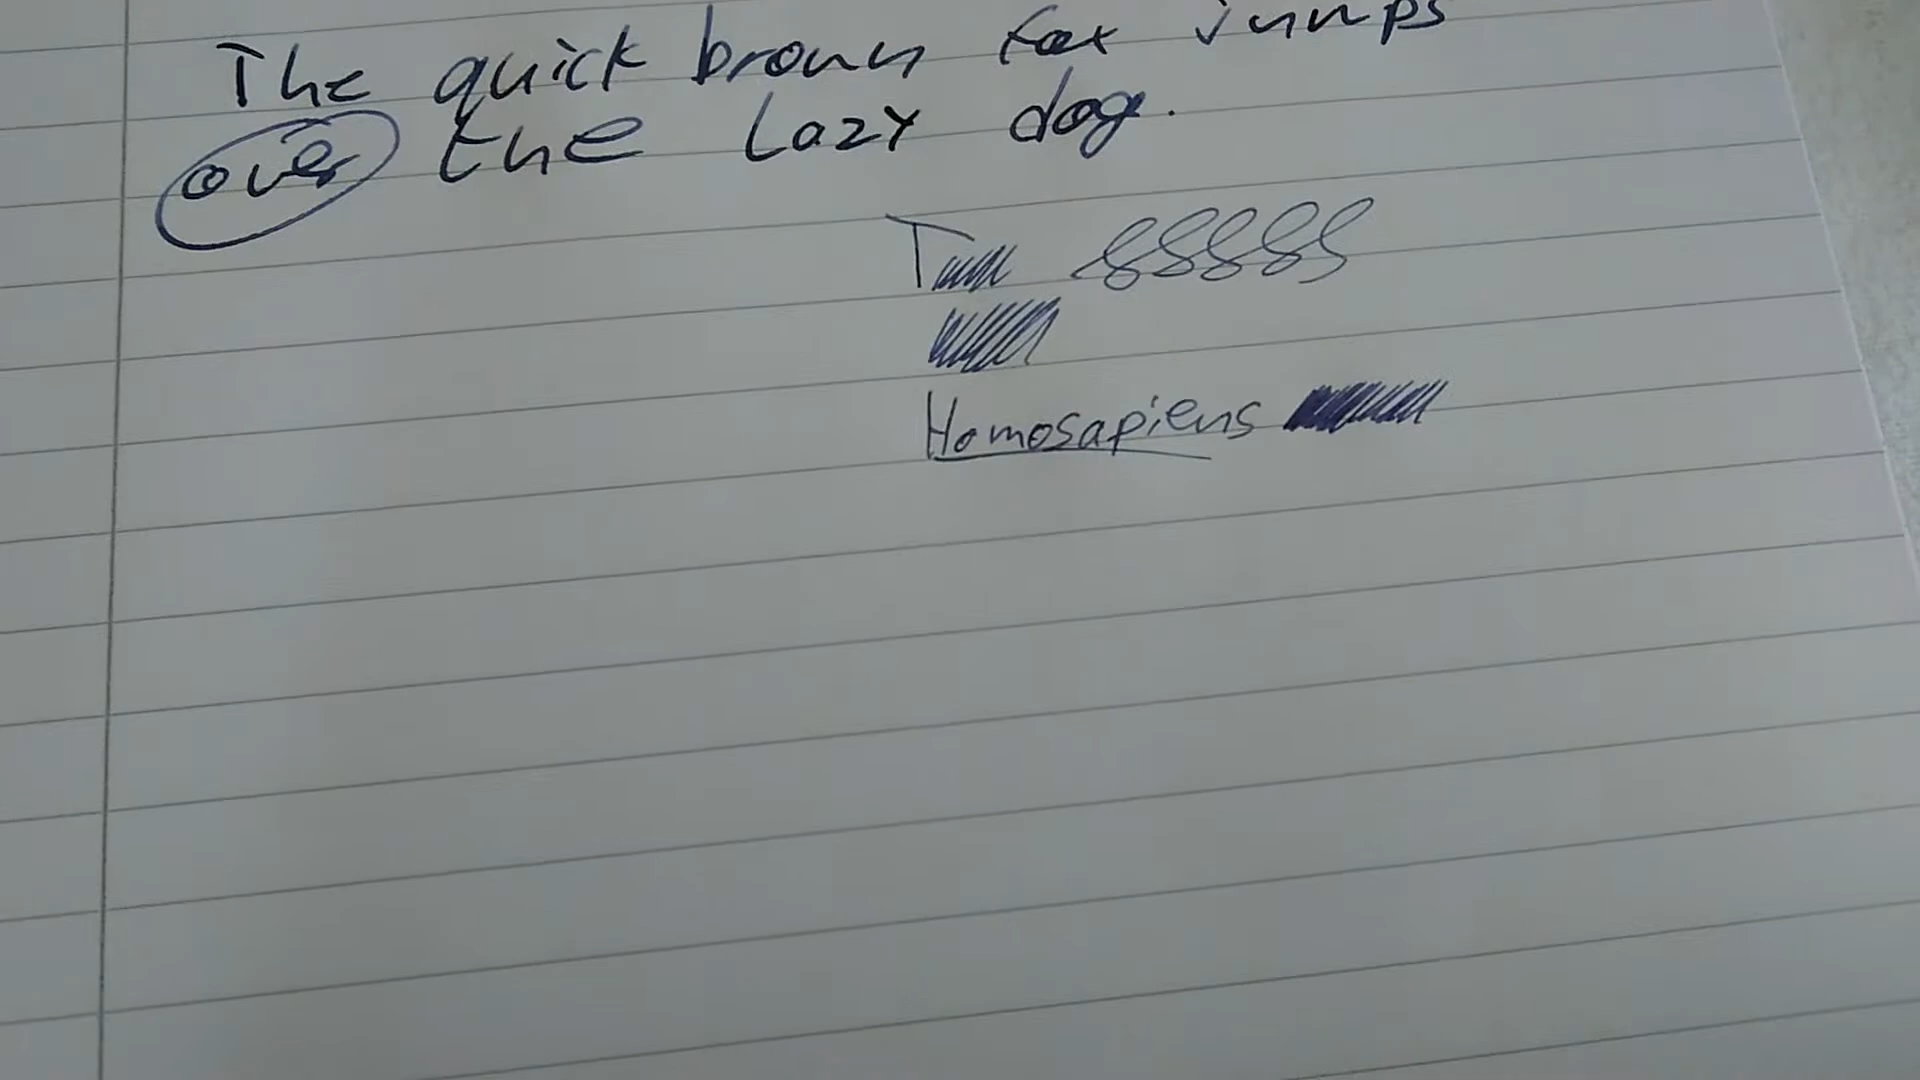 The quick brown fox jumps
over the lazy dog.
Homosapiens